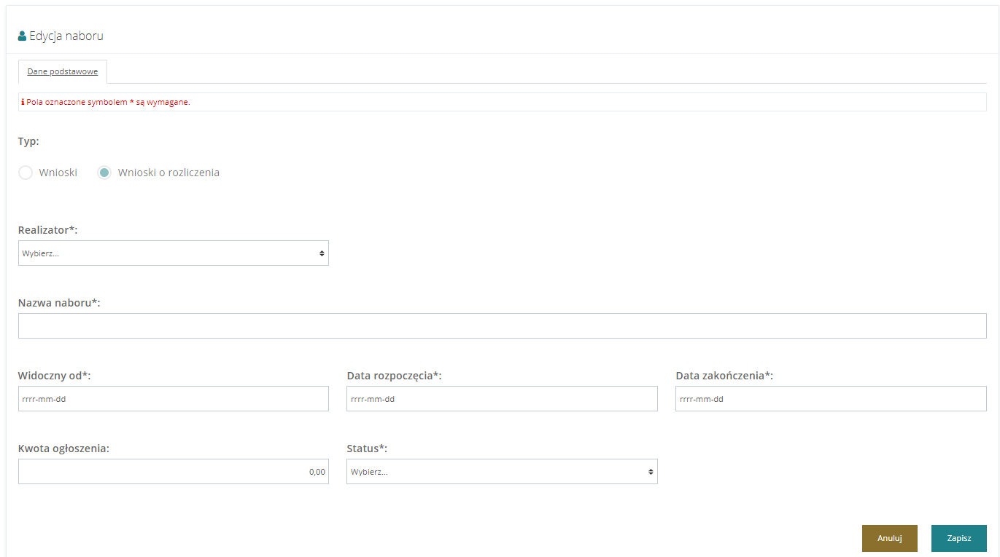 Edycja naboru
Dane podstawowe
Pola oznaczone symbolem * są wymagane.
Typ:
Wnioski Wnioski o rozliczenia
Realizator*:
Wybierz...
Nazwa naboru*:
Widoczny od*: Data rozpoczęcia*: Data zakończenia*:
rrrr-mm-dd rrrr-mm-dd rrrr-mm-dd
Kwota ogłoszenia: Status*:
0,00 Wybierz...
Anuluj Zapisz